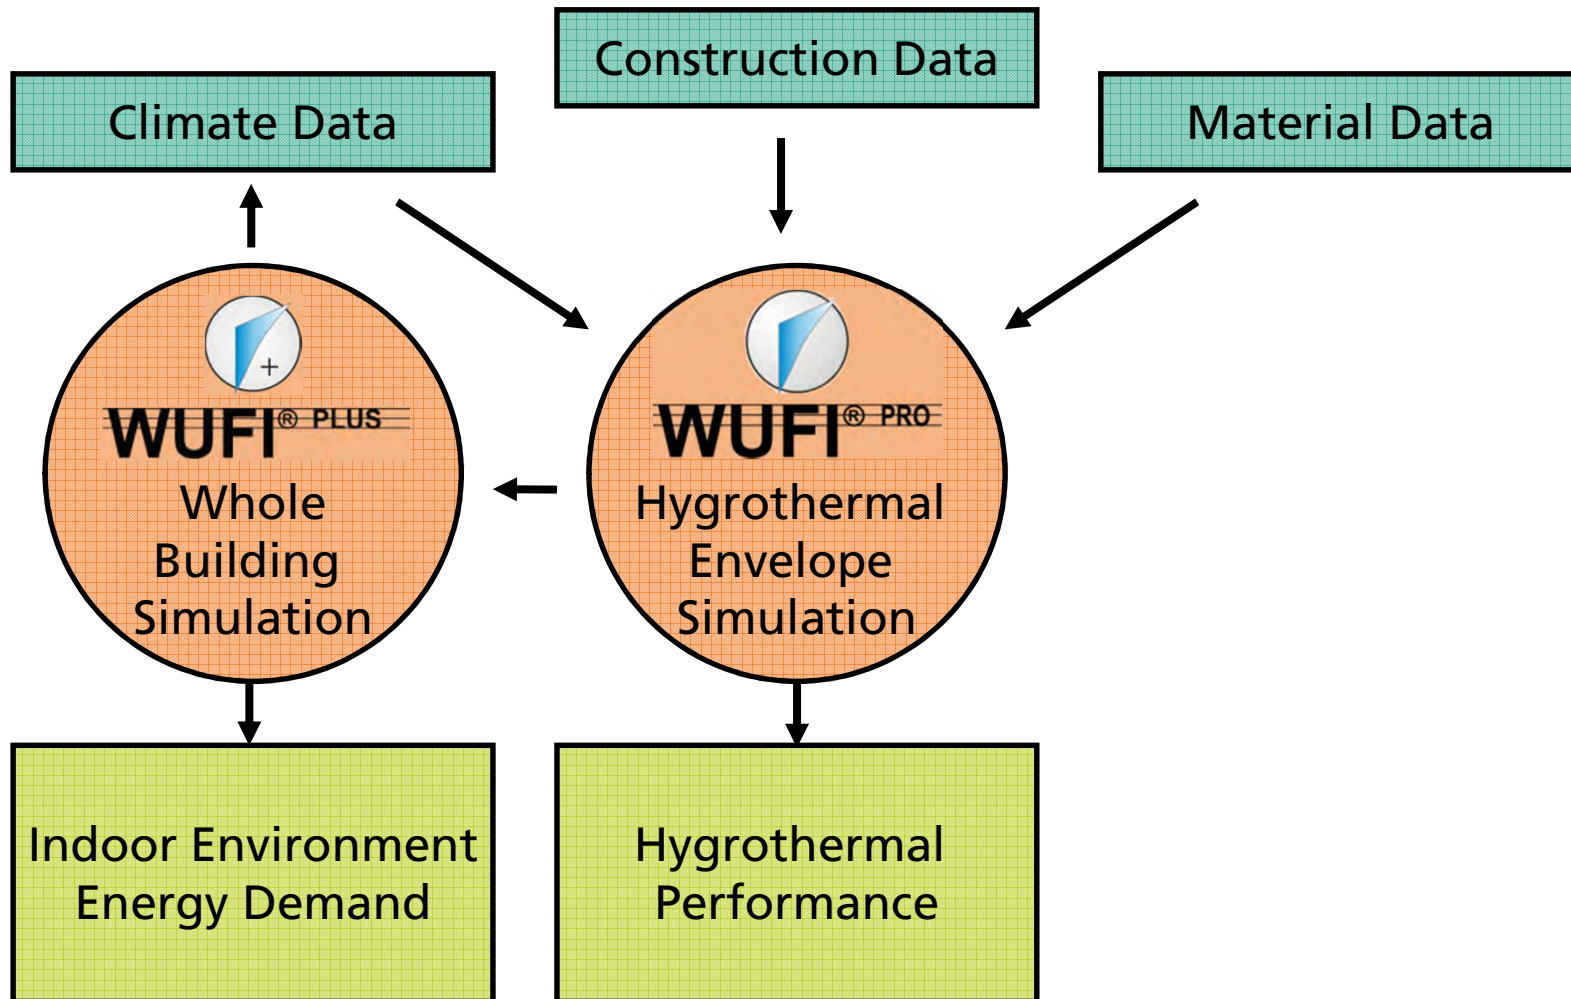 Construction Data
Climate Data
Material Data
+
WUFI® PLUS
Whole
Building
Simulation
WUFI® PRO
Hygrothermal
Envelope
Simulation
Indoor Environment
Energy Demand
Hygrothermal
Performance